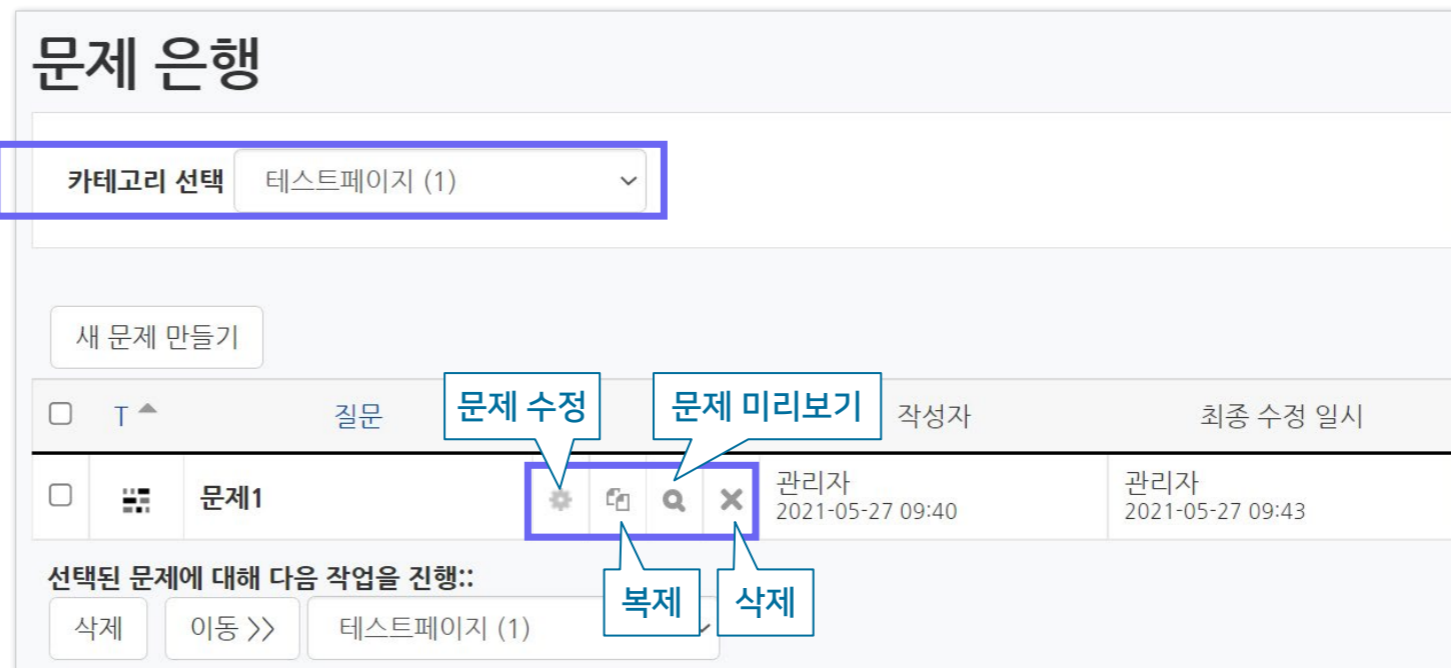 문제 은행
카테고리 선택 테스트페이지 (1)
새 문제 만들기
T 질문 문제 수정 문제 미리보기 작성자 최종 수정 일시
문제1 관리자 관리자
2021-05-27 09:40 2021-05-27 09:43
선택된 문제에 대해 다음 작업을 진행::
복제 삭제
삭제 이동 >> 테스트페이지 (1)